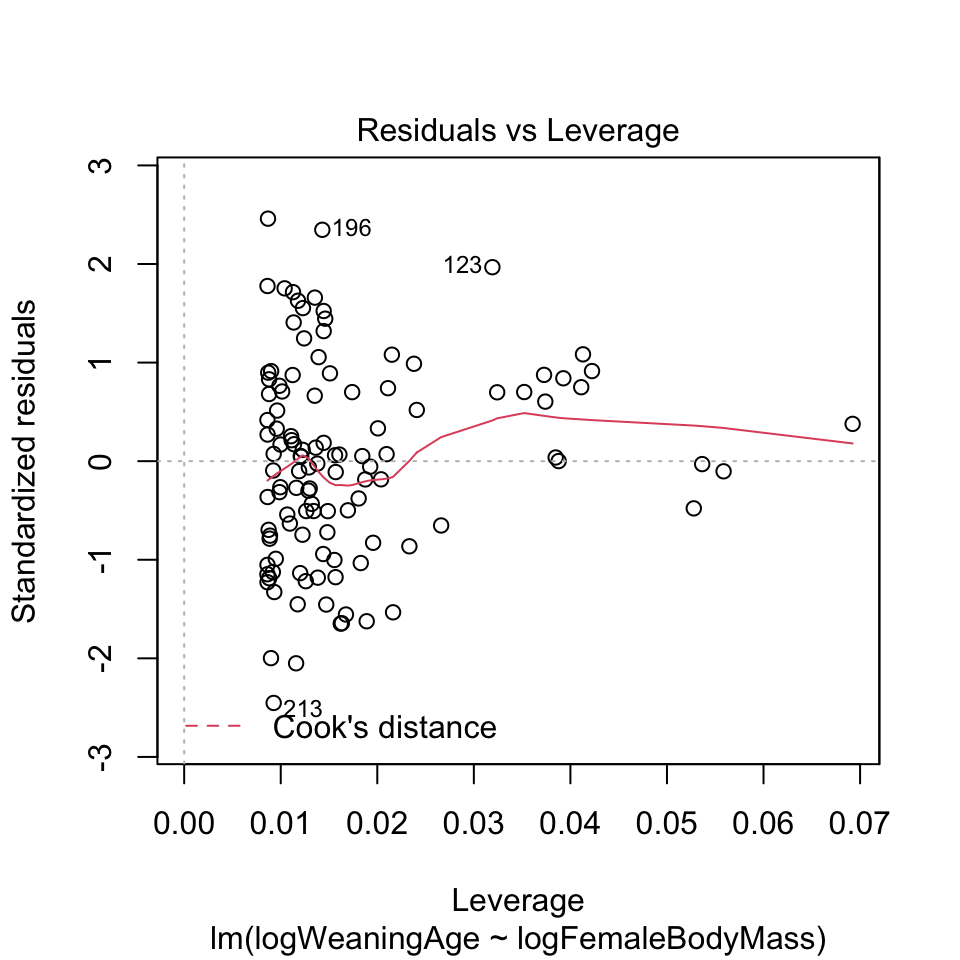 Residuals vs Leverage
Standardized residuals
3
2
1
0
-1
-2
-3
196
123
213
Cook's distance
0.00 0.01 0.02 0.03 0.04 0.05 0.06 0.07
Leverage
lm(logWeaningAge ~ logFemaleBodyMass)